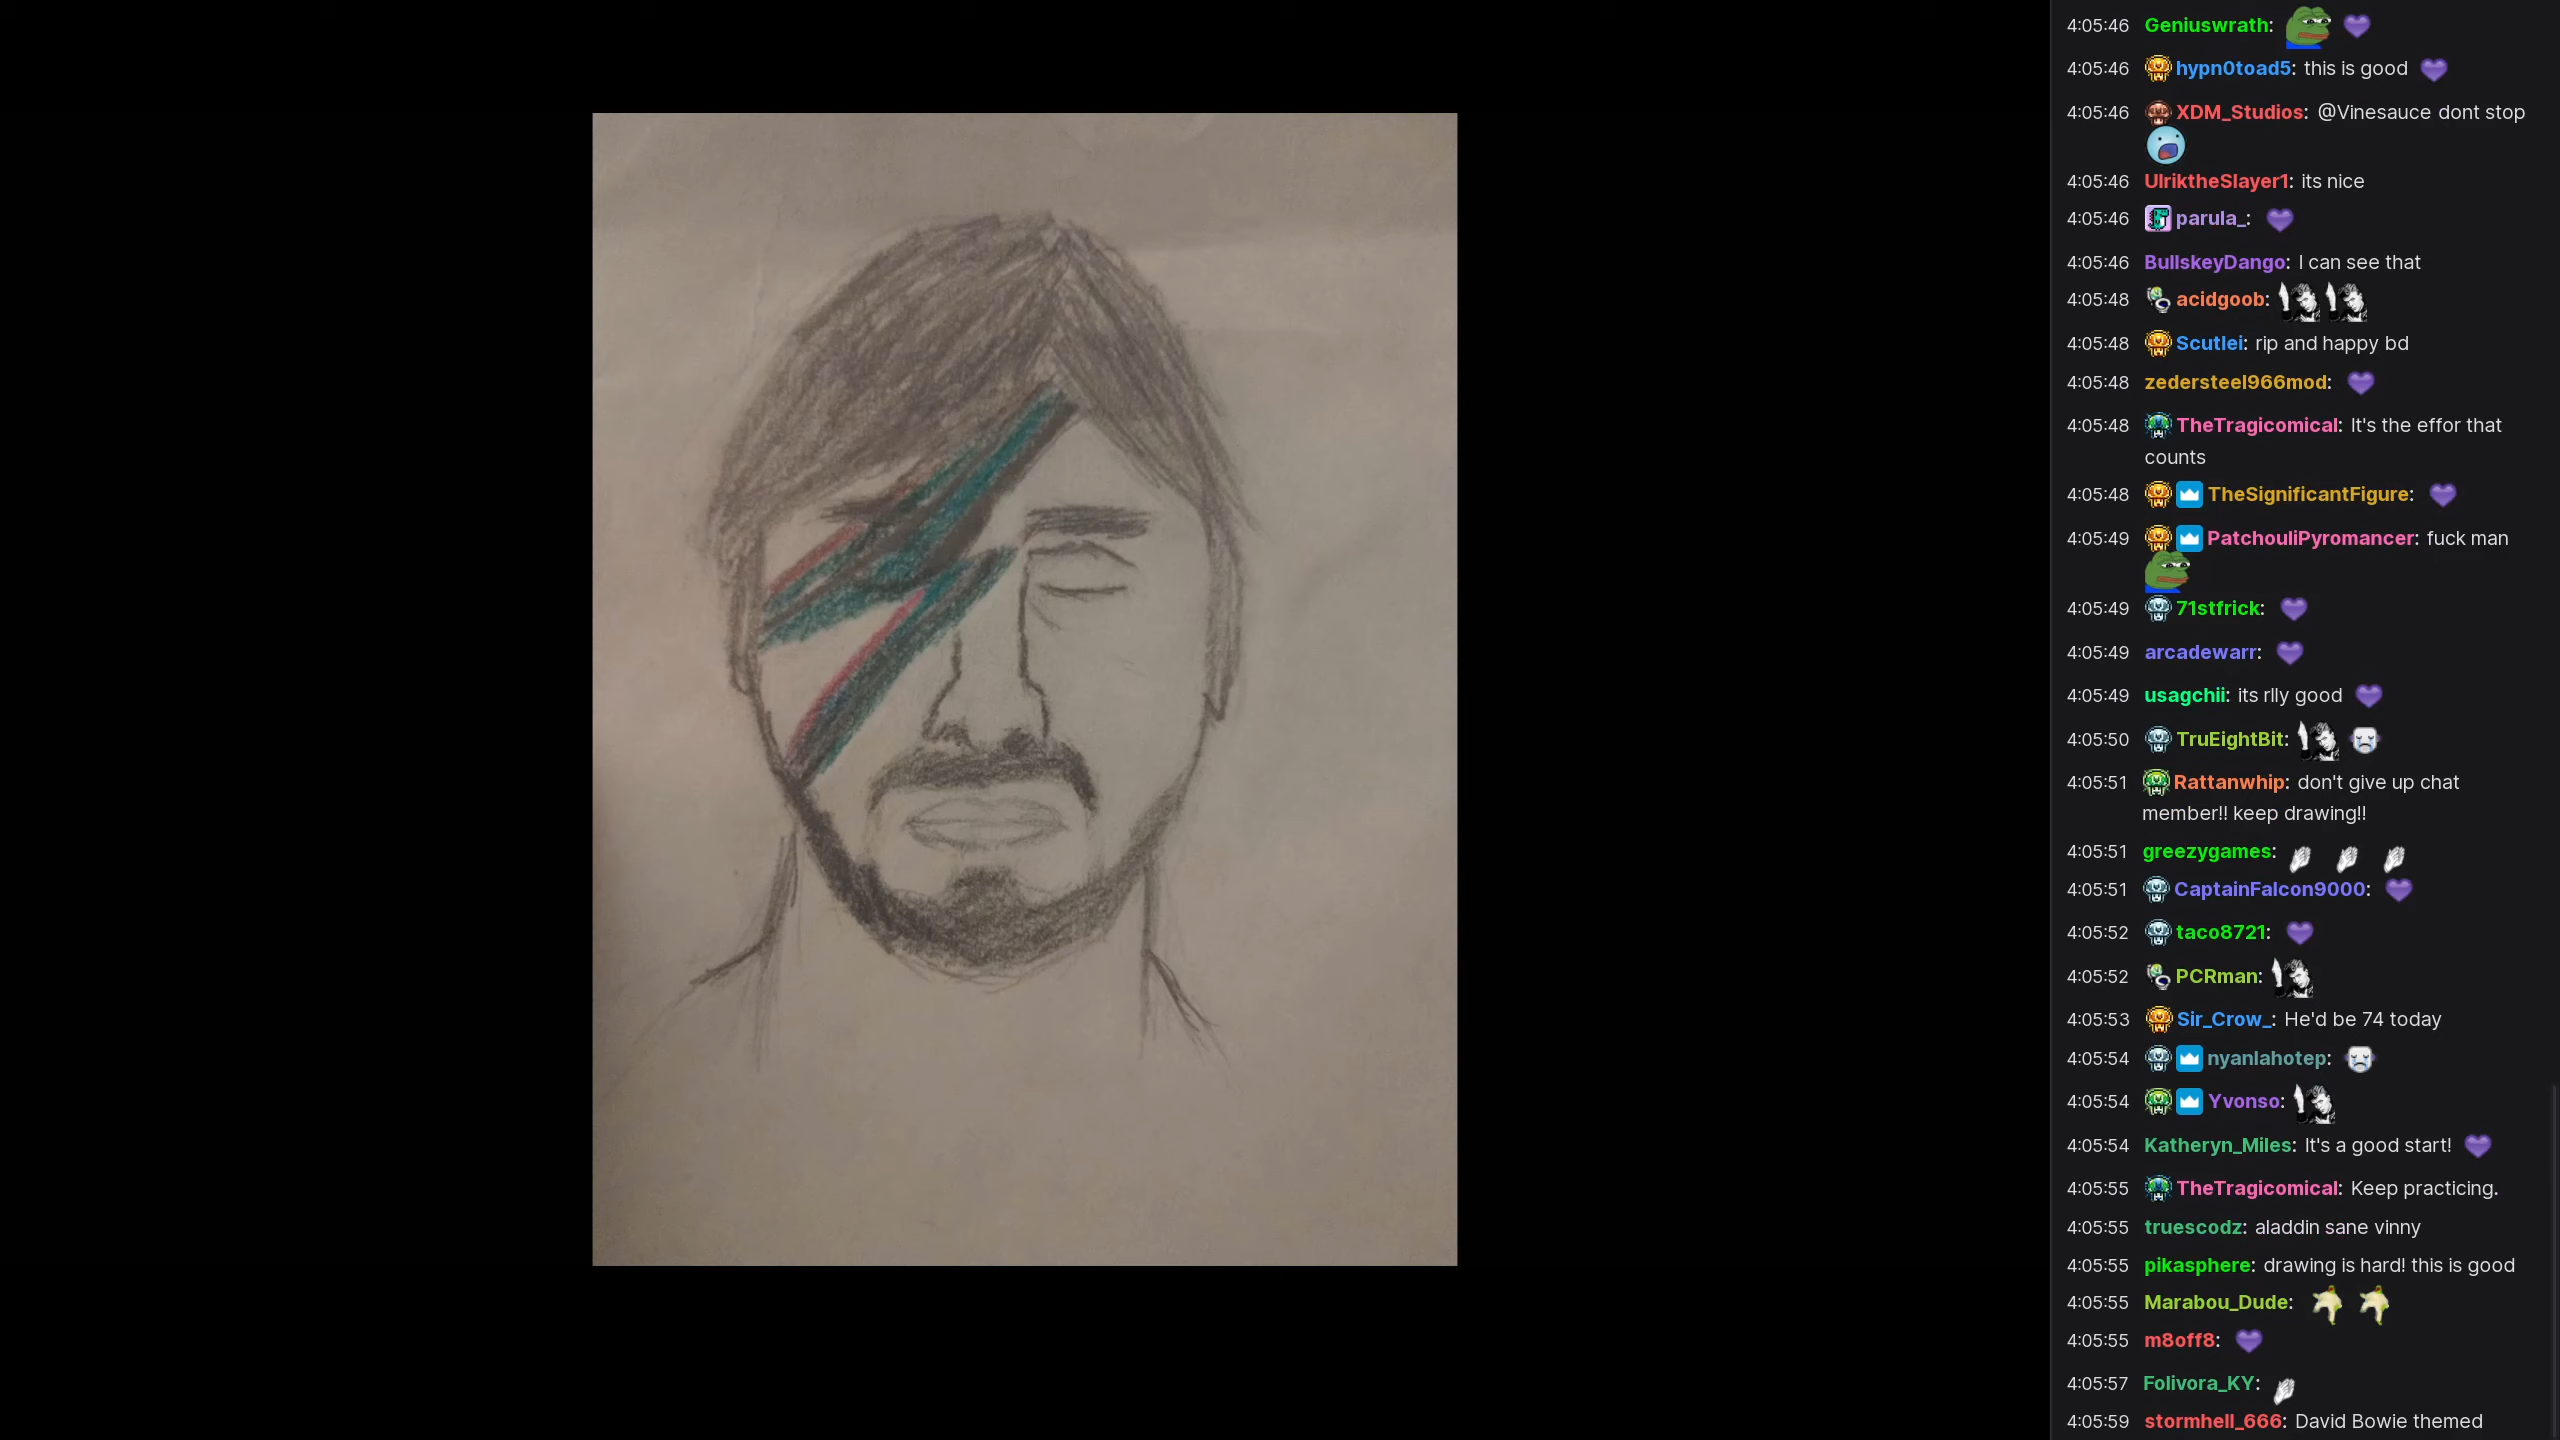 4:05:46 Geniuswrath:
4:05:46 hypn0toad5: this is good
4:05:46 XDM_Studios: @Vinesauce dont stop
4:05:46 UlriktheSlayer1: its nice
4:05:46 parula_:
4:05:46 BullskeyDango: I can see that
4:05:48 acidgoob:
4:05:48 Scutlei: rip and happy bd
4:05:48 zedersteel966mod:
4:05:48 TheTragicomical: It's the effor that
counts
4:05:48 TheSignificantFigure:
4:05:49 PatchouliPyromancer: fuck man
4:05:49 71stfrick:
4:05:49 arcadewarr:
4:05:49 usagchii: its rlly good
4:05:50 TruEightBit:
4:05:51 Rattanwhip: don't give up chat
member!! keep drawing!!
4:05:51 greezygames:
4:05:51 CaptainFalcon9000:
4:05:52 taco8721:
4:05:52 PCRman:
4:05:53 Sir_Crow_: He'd be 74 today
4:05:54 nyanlahotep:
4:05:54 Yvonso:
4:05:54 Katheryn_Miles: It's a good start!
4:05:55 TheTragicomical: Keep practicing.
4:05:55 truescodz: aladdin sane vinny
4:05:55 pikasphere: drawing is hard! this is good
4:05:55 Marabou_Dude:
4:05:55 m8off8:
4:05:57 Folivora_KY:
4:05:59 stormhell_666: David Bowie themed